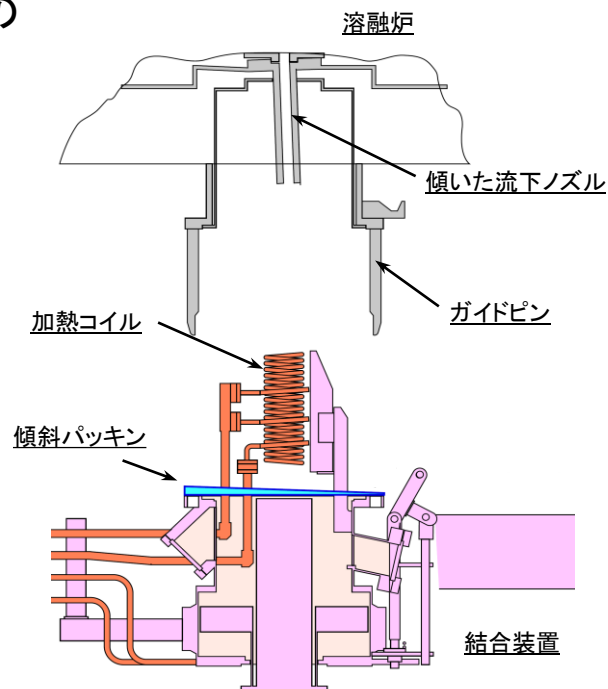 の
溶融炉
傾いた流下ノズル
ガイドピン
加熱コイル
傾斜パッキン
結合装置